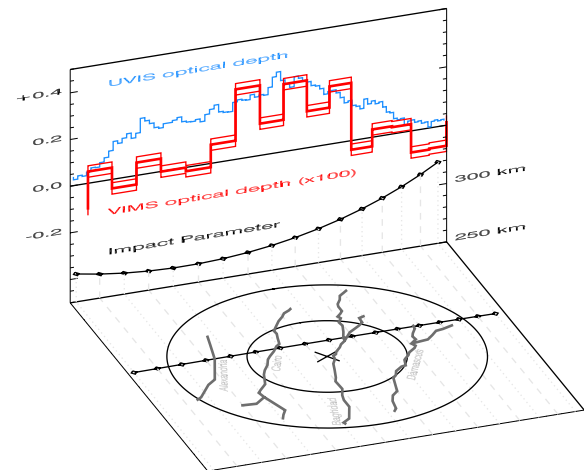 UVIS optical depth
+0.4
0.2
0.0
-0.2
VIMS optical depth (x100)
Impact Parameter
300 km
250 km
Alexandria
Cairo
Baghdad
Damascus